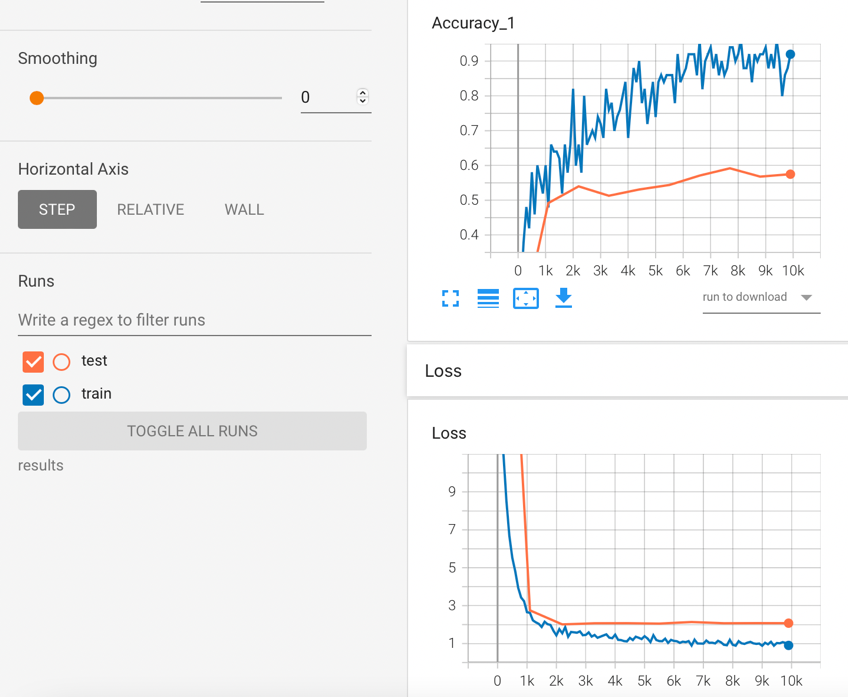 Smoothing
0
Horizontal Axis
STEP RELATIVE WALL
Runs
Write a regex to filter runs
test
train
TOGGLE ALL RUNS
results
Accuracy_1
0.9
0.8
0.7
0.6
0.5
0.4
0 1k 2k 3k 4k 5k 6k 7k 8k 9k 10k
run to download
Loss
Loss
9
7
5
3
1
0 1k 2k 3k 4k 5k 6k 7k 8k 9k 10k